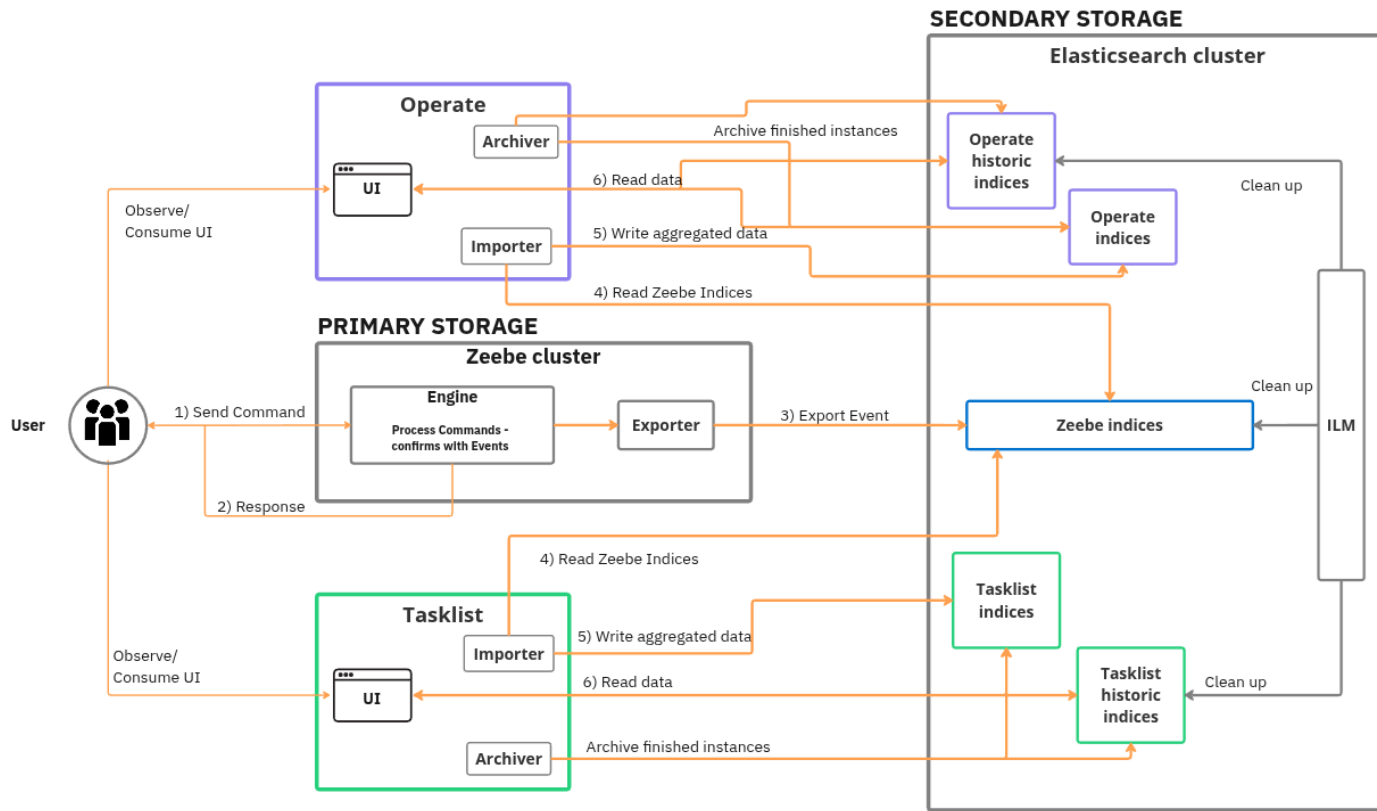 SECONDARY STORAGE
Elasticsearch cluster
Operate
Archiver
Archive finished instances
Operate
historic
indices
UI
6) Read data
Clean up
Observe/
Consume UI
Operate
indices
Importer
5) Write aggregated data
4) Read Zeebe Indices
PRIMARY STORAGE
Zeebe cluster
Clean up
User
1) Send Command
Engine
Process Commands -
confirms with Events
Exporter
3) Export Event
Zeebe indices
ILM
2) Response
4) Read Zeebe Indices
Tasklist
Tasklist
indices
Importer
5) Write aggregated data
Observe/
Consume UI
UI
6) Read data
Tasklist
historic
indices
Clean up
Archiver
Archive finished instances